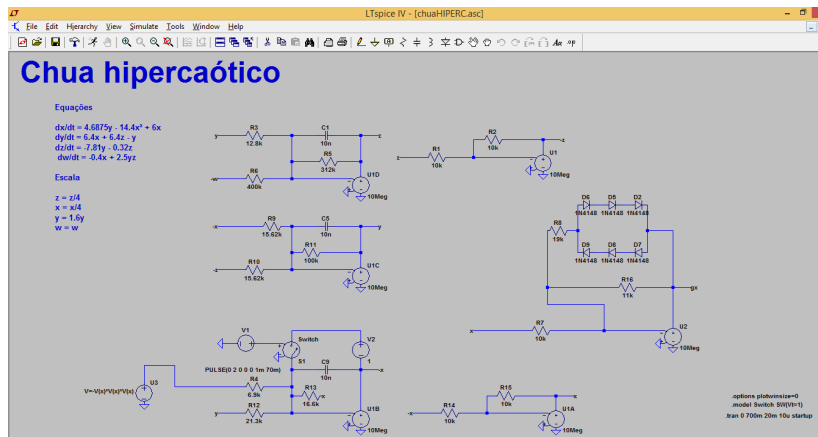 LTspice IV - [chuaHIPERC.asc]
File Edit Hierarchy View Simulate Tools Window Help
Chua hipercaótico
Equações
dx/dt = 4.6875y - 14.4x³ + 6x
dy/dt = 6.4x + 6.4z - y
dz/dt = -7.81y - 0.32z
dw/dt = -0.4x + 2.5yz
Escala
z = z/4
x = x/4
y = 1.6y
w = w
y R3 12.8k C1 10n z
R5 312k
-w R6 400k U1D 10Meg
-x R9 15.62k C5 10n y
R11 100k
-z R10 15.62k U1C 10Meg
V1 Switch S1 V2 1
PULSE(0 2 0 0 0 1m 70m)
C9 10n -x
U3 V=-V(x)*V(x)*V(x)
R4 6.9k R13 16.6k x
y R12 21.3k U1B 10Meg
z R1 10k R2 10k -z U1 10Meg
D6 D5 D2
1N4148 1N4148 1N4148
R8 19k
D9 D8 D7
1N4148 1N4148 1N4148
R16 11k gx
x R7 10k U2 10Meg
-x R14 10k R15 10k x U1A 10Meg
.options plotwinsize=0
.model Switch SW(Vt=1)
.tran 0 700m 20m 10u startup